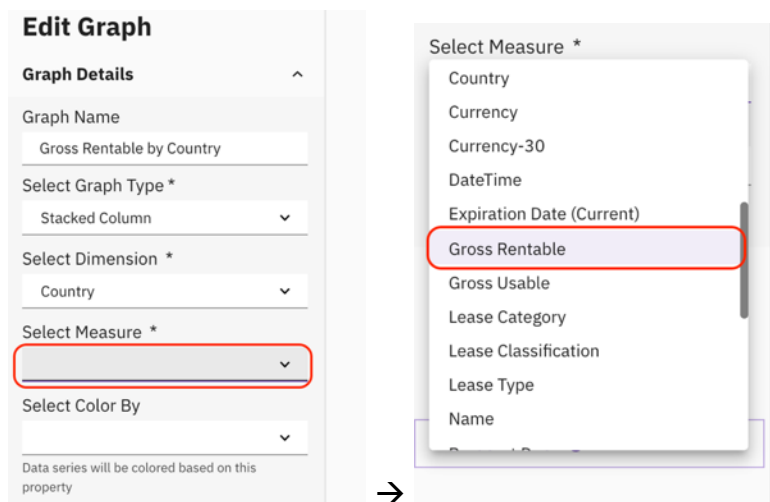 Edit Graph
Graph Details
Graph Name
Gross Rentable by Country
Select Graph Type *
Stacked Column
Select Dimension *
Country
Select Measure *
Select Color By
Data series will be colored based on this
property
→
Select Measure *
Country
Currency
Currency-30
DateTime
Expiration Date (Current)
Gross Rentable
Gross Usable
Lease Category
Lease Classification
Lease Type
Name